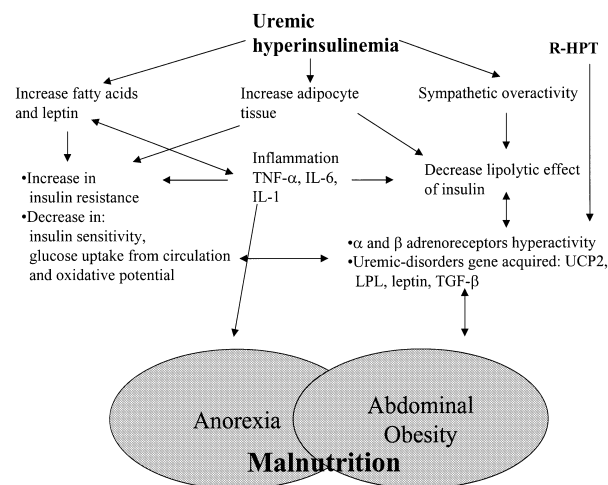 Uremic
hyperinsulinemia
R-HPT
Increase fatty acids
and leptin
Increase adipocyte
tissue
Sympathetic overactivity
Inflammation
TNF-α, IL-6,
IL-1
Decrease lipolytic effect
of insulin
•Increase in
insulin resistance
•Decrease in:
insulin sensitivity,
glucose uptake from circulation
and oxidative potential
•α and β adrenoreceptors hyperactivity
•Uremic-disorders gene acquired: UCP2,
LPL, leptin, TGF-β
Anorexia
Abdominal
Obesity
Malnutrition